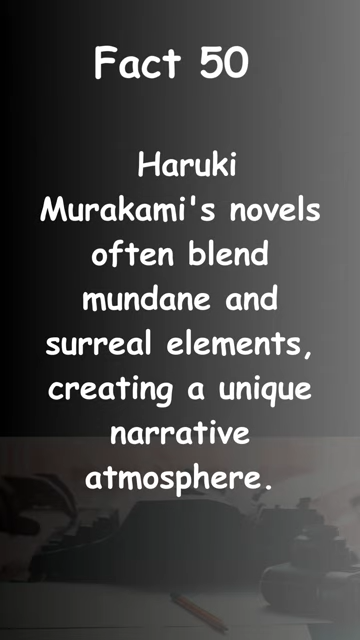 Fact 50
Haruki
Murakami's novels
often blend
mundane and
surreal elements,
creating a unique
narrative
atmosphere.